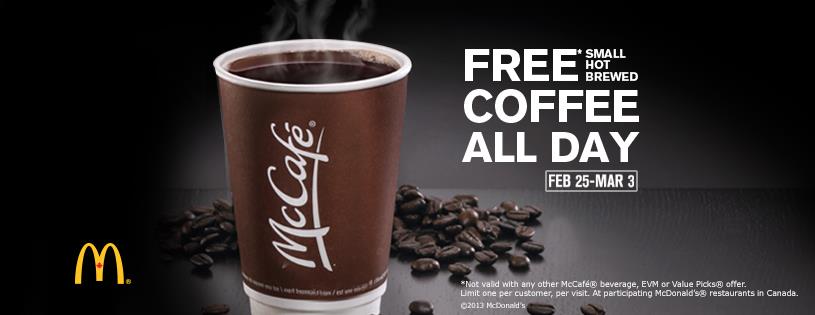 FREE* SMALL
HOT
BREWED
COFFEE
ALL DAY
FEB 25-MAR 3
McCafé®
®
*Not valid with any other McCafé® beverage, EVM or Value Picks® offer.
Limit one per customer, per visit. At participating McDonald's® restaurants in Canada.
©2013 McDonald's